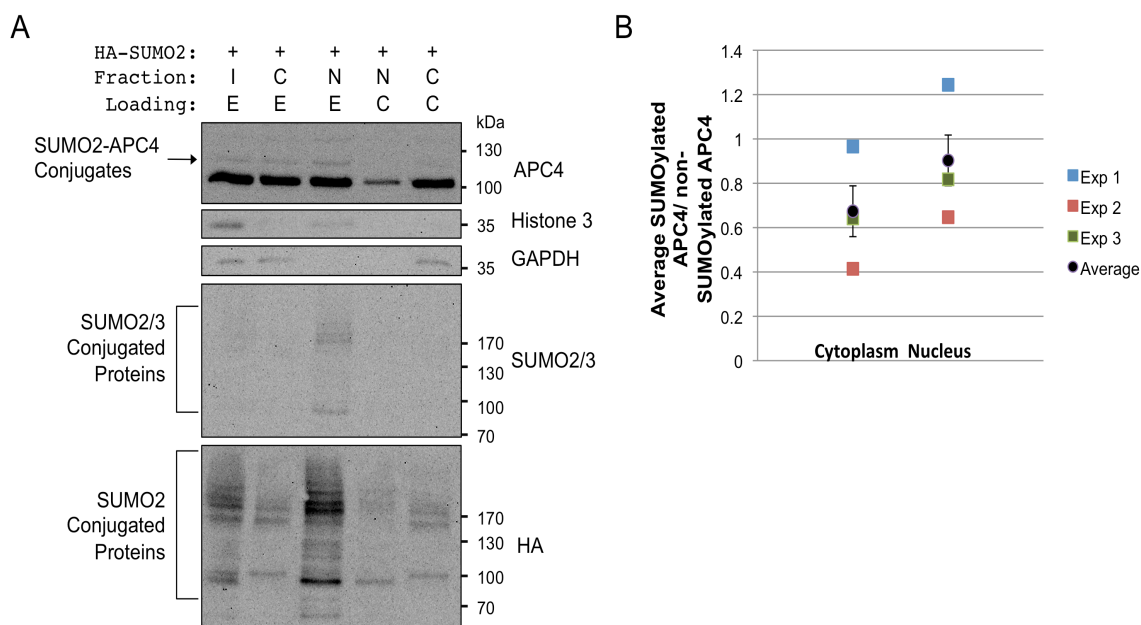 A
HA-SUMO2: + + + + +
Fraction: I C N N C
Loading: E E E C C
kDa
SUMO2-APC4
Conjugates
130
100
APC4
35
Histone 3
35
GAPDH
SUMO2/3
Conjugated
Proteins
170
130
100
70
SUMO2/3
SUMO2
Conjugated
Proteins
170
130
100
70
HA
B
Average SUMOylated
APC4/ non-
SUMOylated APC4
1.4
1.2
1
0.8
0.6
0.4
0.2
0
Cytoplasm Nucleus
Exp 1
Exp 2
Exp 3
Average